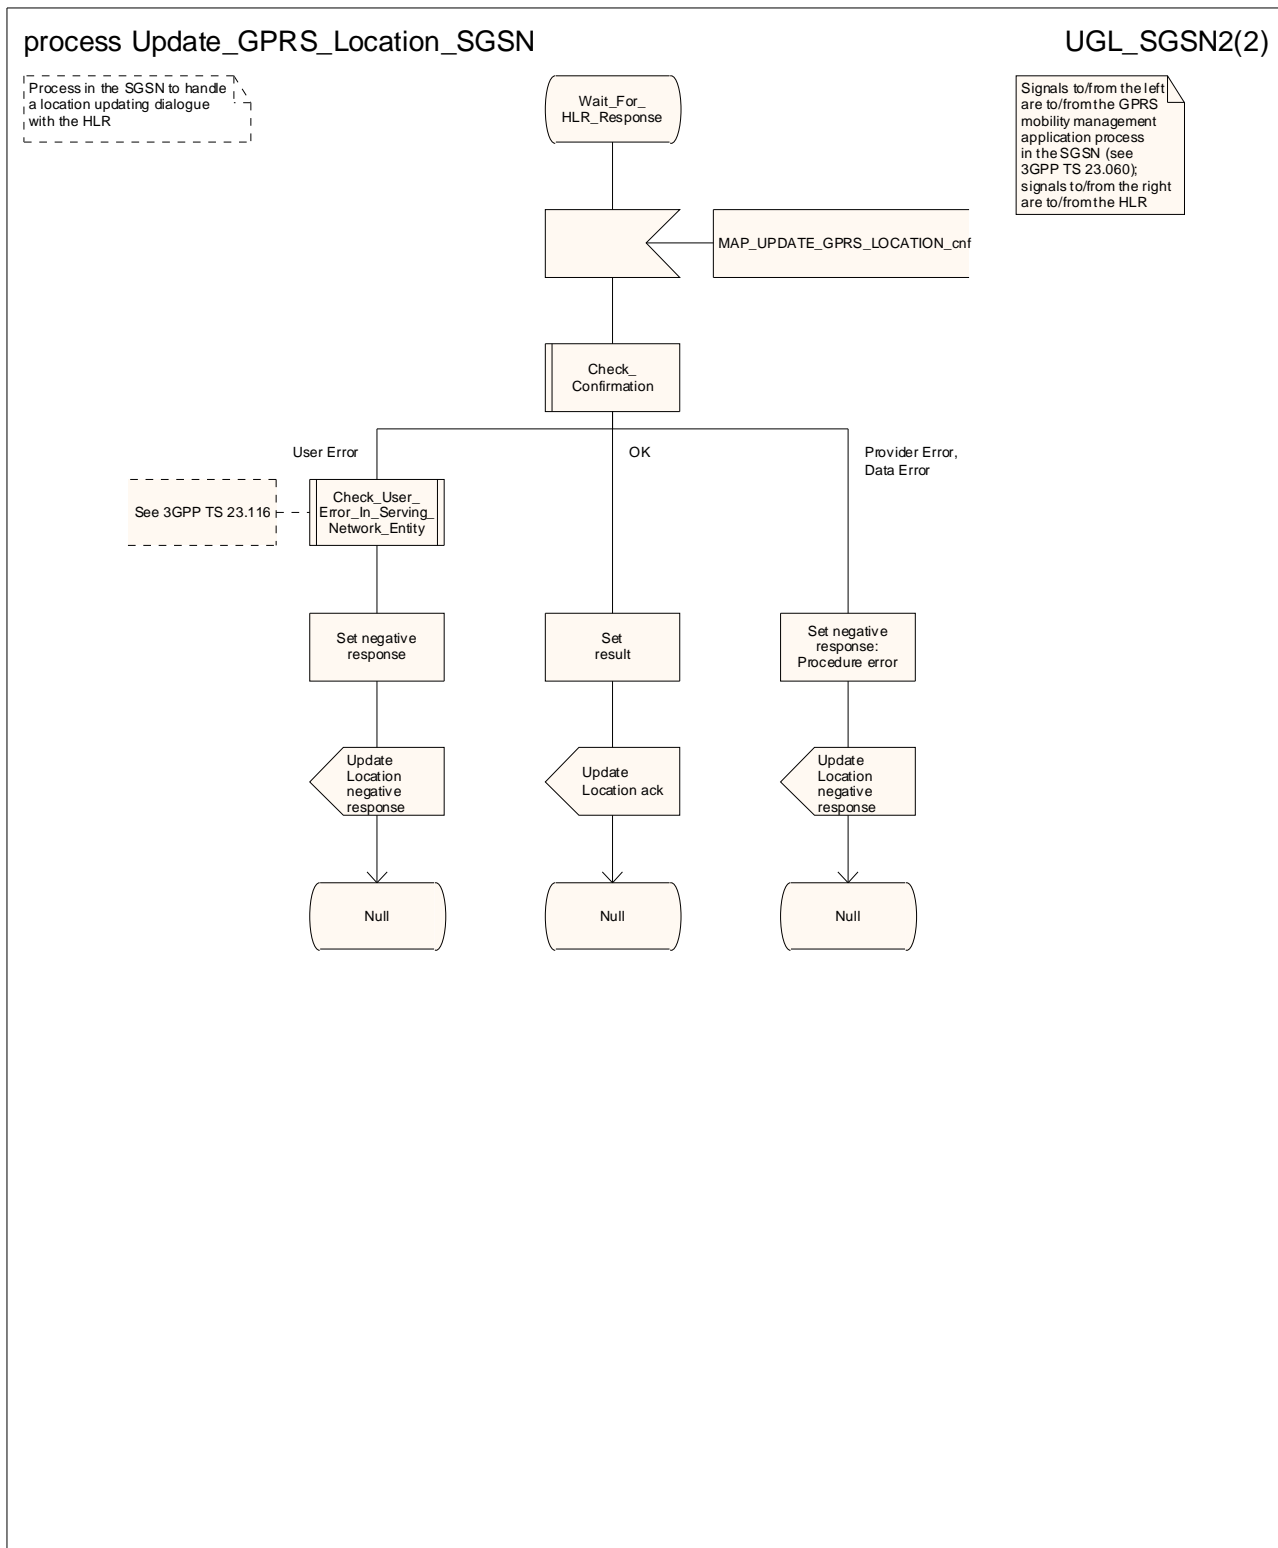 process Update_GPRS_Location_SGSN
UGL_SGSN2(2)
Process in the SGSN to handle
a location updating dialogue
with the HLR
Wait_For_
HLR_Response
Signals to/from the left
are to/from the GPRS
mobility management
application process
in the SGSN (see
3GPP TS 23.060);
signals to/from the right
are to/from the HLR
MAP_UPDATE_GPRS_LOCATION_cnf
Check_
Confirmation
User Error
OK
Provider Error,
Data Error
See 3GPP TS 23.116
Check_User_
Error_In_Serving_
Network_Entity
Set negative
response
Set
result
Set negative
response:
Procedure error
Update
Location
negative
response
Update
Location ack
Update
Location
negative
response
Null
Null
Null